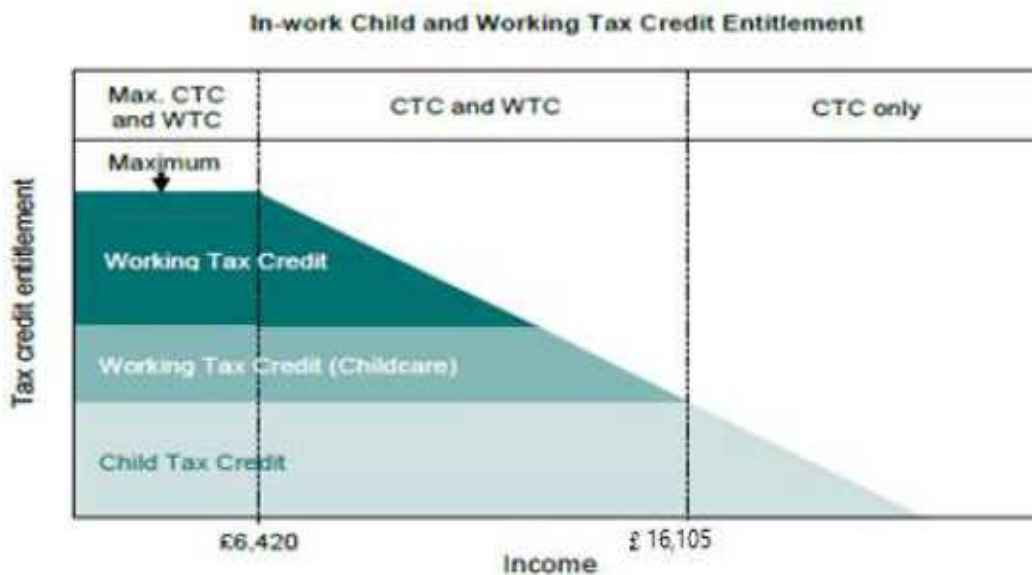 In-work Child and Working Tax Credit Entitlement
Max. CTC
and WTC
CTC and WTC
CTC only
Maximum
Working Tax Credit
Working Tax Credit (Childcare)
Child Tax Credit
Tax credit entitlement
£6,420
£ 16,105
Income